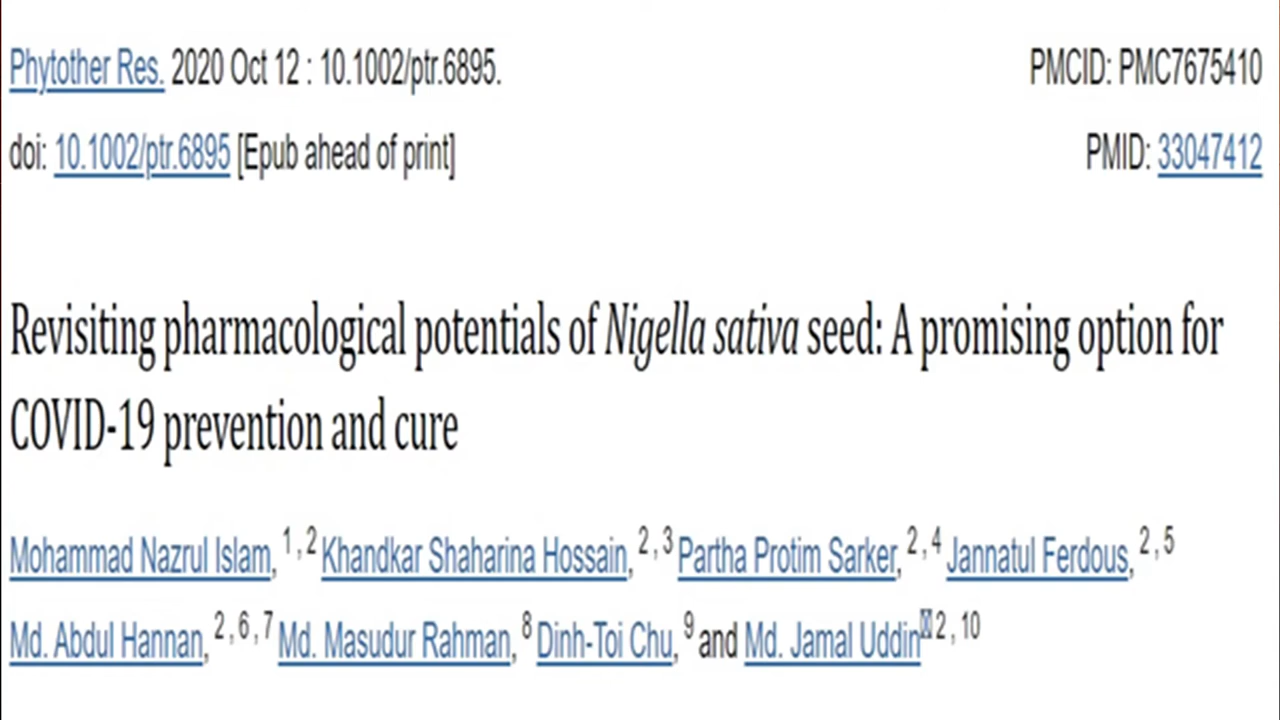 Phytother Res. 2020 Oct 12 : 10.1002/ptr.6895.
PMCID: PMC7675410
doi: 10.1002/ptr.6895 [Epub ahead of print]
PMID: 33047412
Revisiting pharmacological potentials of Nigella sativa seed: A promising option for
COVID-19 prevention and cure
Mohammad Nazrul Islam, 1 , 2 Khandkar Shaharina Hossain, 2 , 3 Partha Protim Sarker, 2 , 4 Jannatul Ferdous, 2 , 5
Md. Abdul Hannan, 2 , 6 , 7 Md. Masudur Rahman, 8 Dinh-Toi Chu, 9 and Md. Jamal Uddin 2 , 10